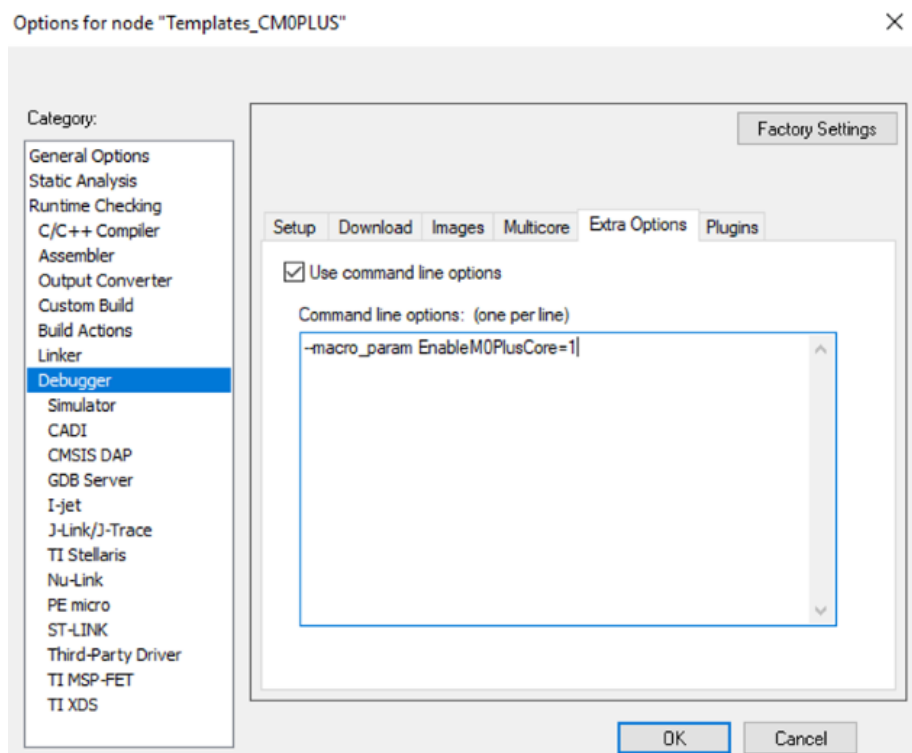 Options for node "Templates_CM0PLUS"
Category:
Factory Settings
General Options
Static Analysis
Runtime Checking
C/C++ Compiler
Assembler
Output Converter
Custom Build
Build Actions
Linker
Debugger
Simulator
CADI
CMSIS DAP
GDB Server
I-jet
J-Link/J-Trace
TI Stellaris
Nu-Link
PE micro
ST-LINK
Third-Party Driver
TI MSP-FET
TI XDS
Setup Download Images Multicore Extra Options Plugins
Use command line options
Command line options: (one per line)
--macro_param EnableM0PlusCore=1
OK Cancel